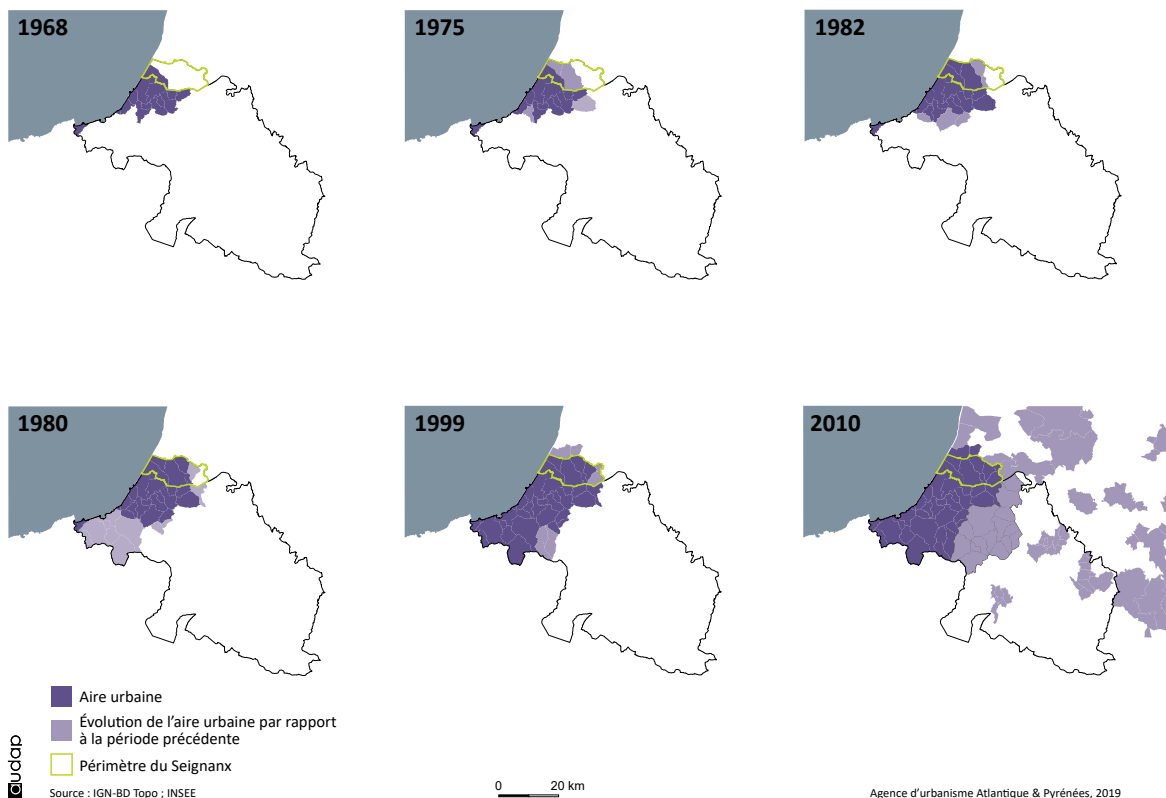 1968
1975
1982
1980
1999
2010
Aire urbaine
Évolution de l'aire urbaine par rapport
à la période précédente
Périmètre du Seignanx
audap
Source : IGN-BD Topo ; INSEE
0 20 km
Agence d'urbanisme Atlantique & Pyrénées, 2019